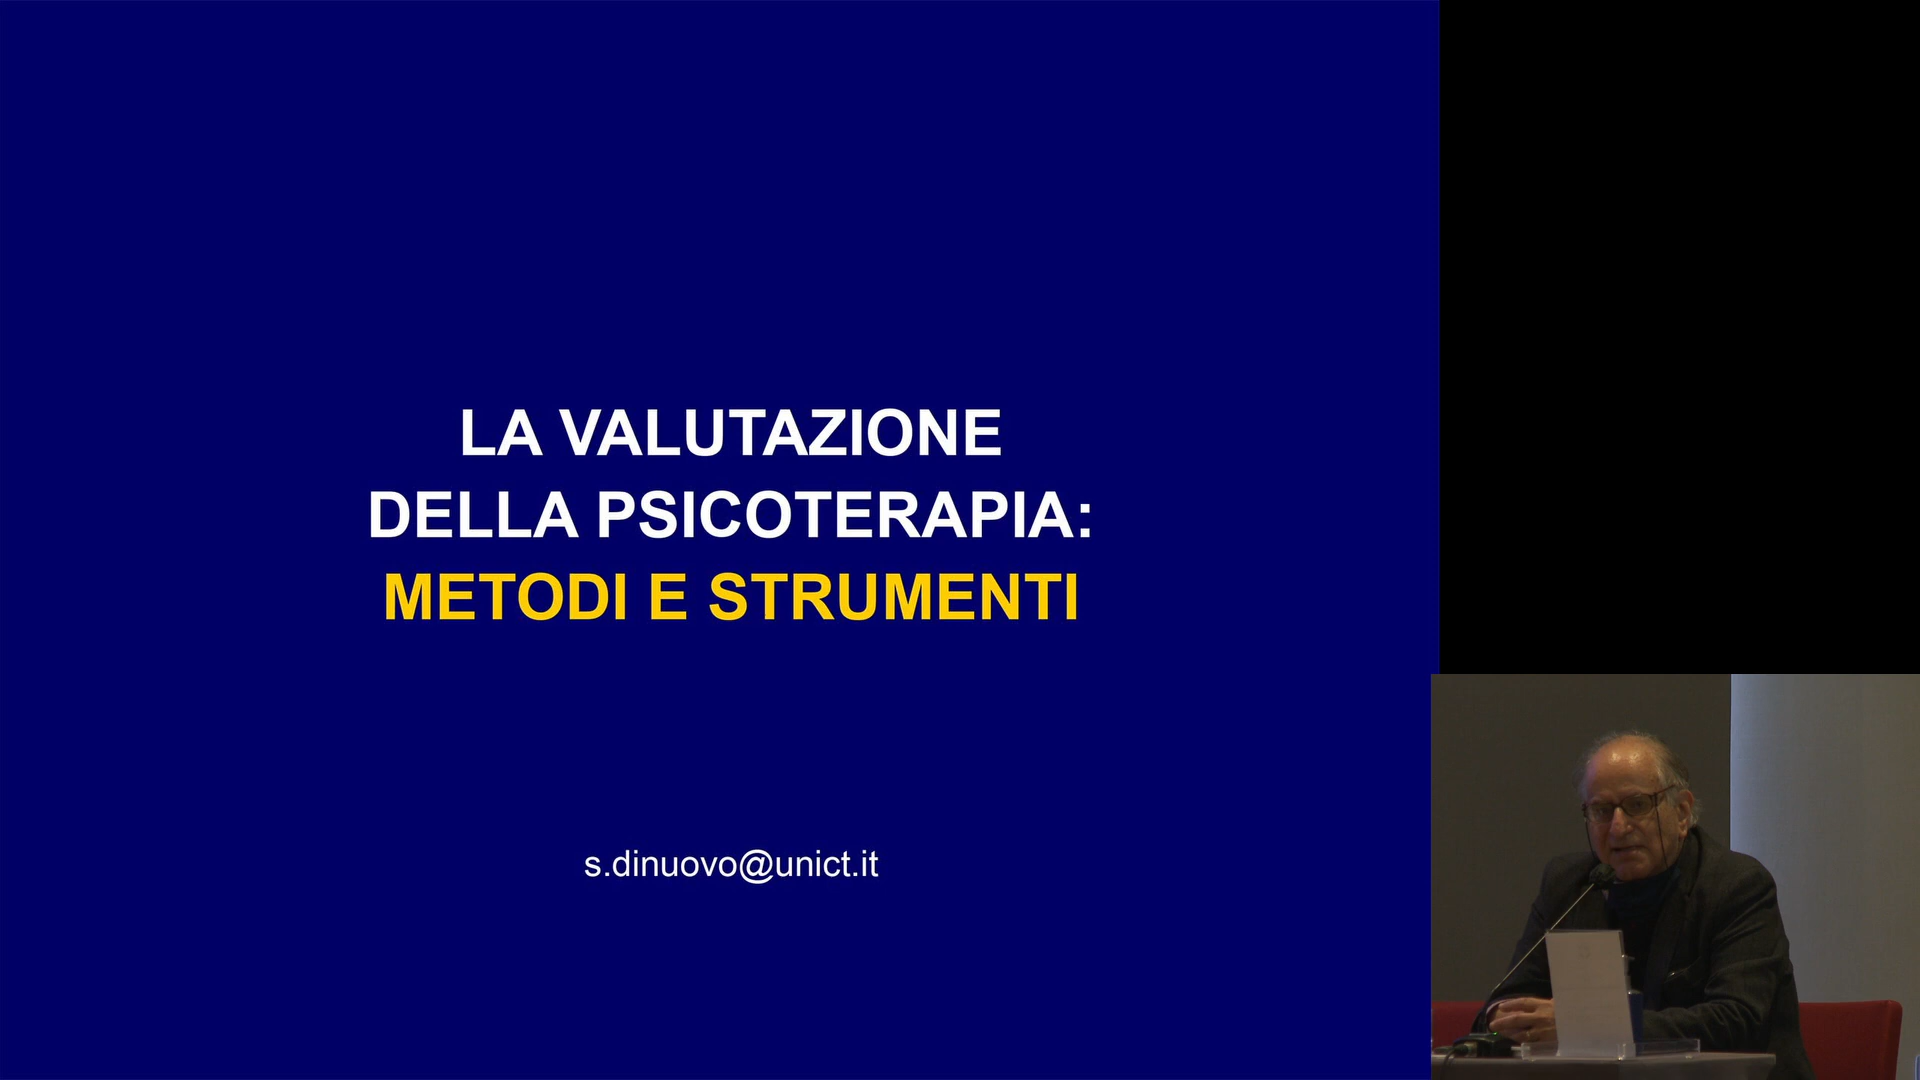 LA VALUTAZIONE
DELLA PSICOTERAPIA:
METODI E STRUMENTI
s.dinuovo@unict.it